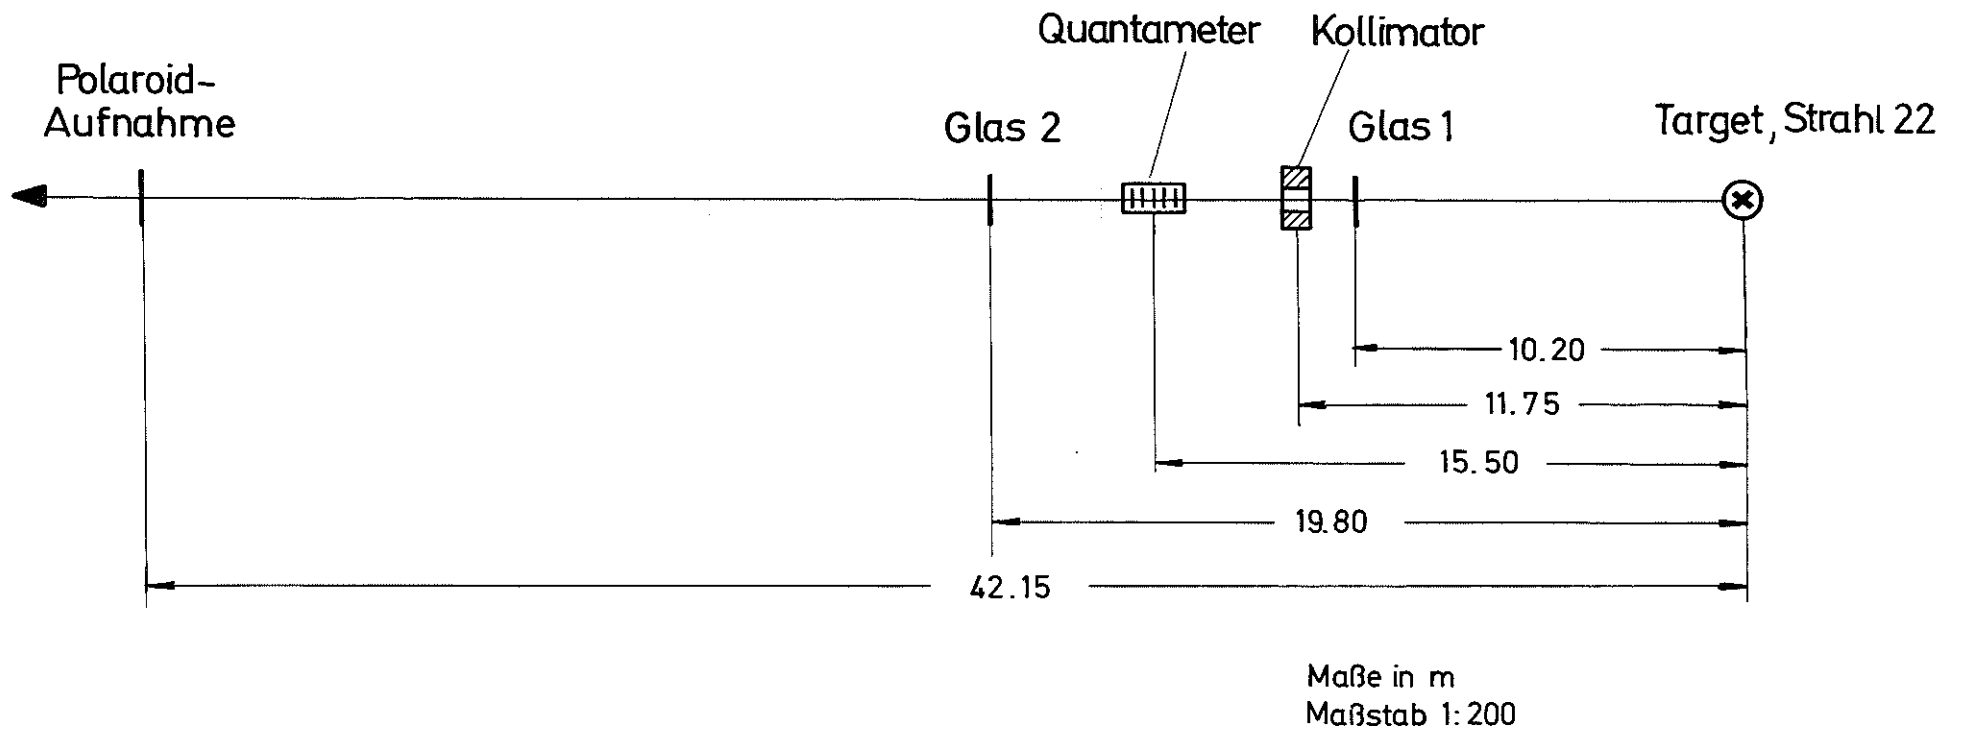 Quantameter
Kollimator
Polaroid-
Aufnahme
Glas 2
Glas 1
Target, Strahl 22
10.20
11.75
15.50
19.80
42.15
Maße in m
Maßstab 1:200